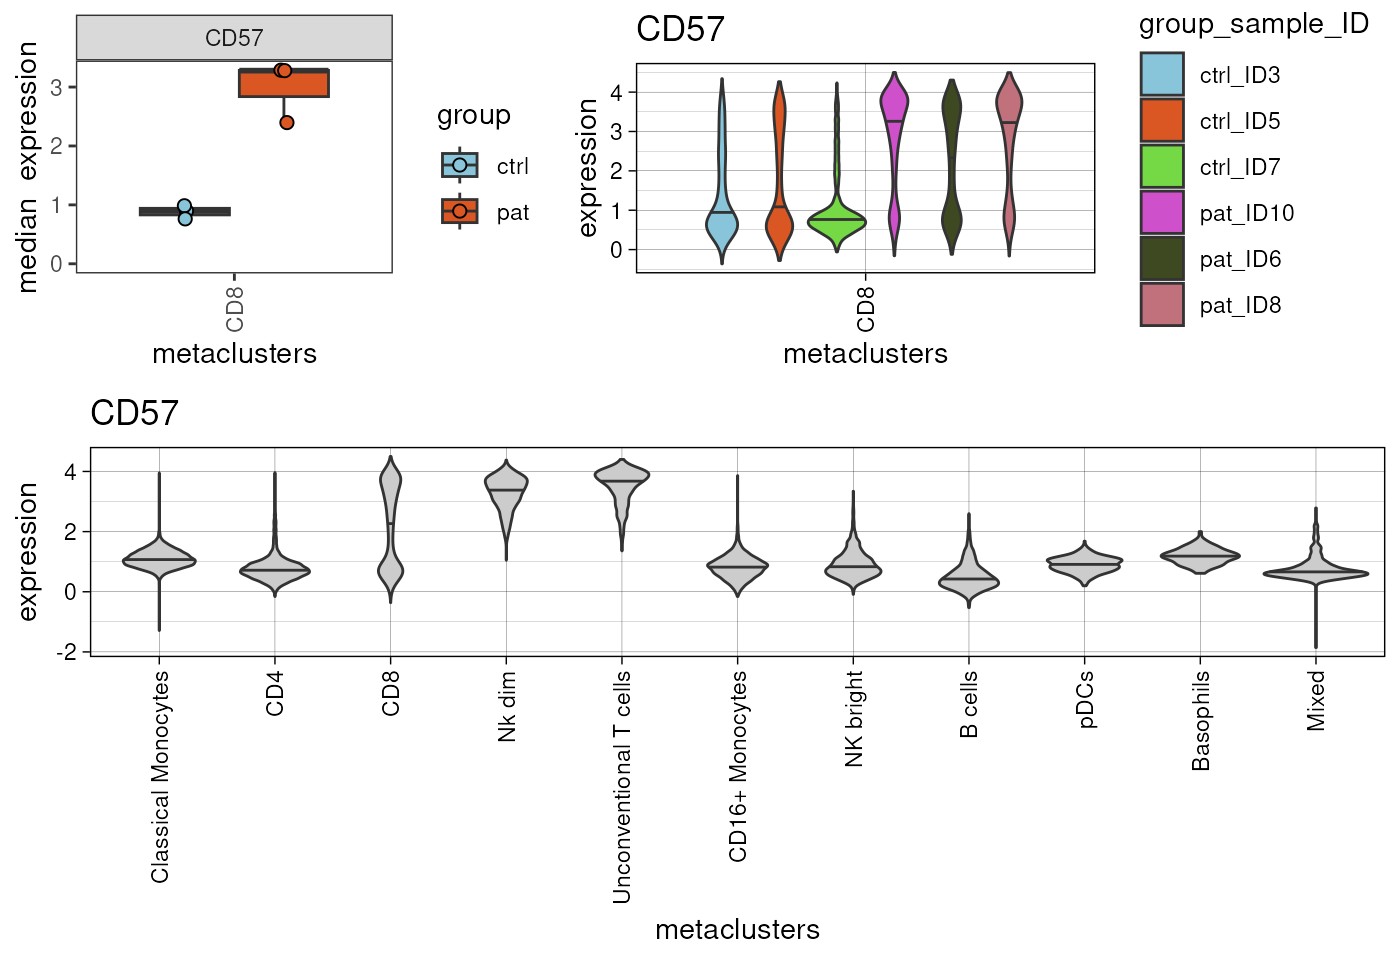 CD57
median expression
3
2
1
0
CD8
metaclusters
group
ctrl
pat
CD57
expression
4
3
2
1
0
CD8
metaclusters
group_sample_ID
ctrl_ID3
ctrl_ID5
ctrl_ID7
pat_ID10
pat_ID6
pat_ID8
CD57
expression
4
2
0
-2
Classical Monocytes
CD4
CD8
Nk dim
Unconventional T cells
CD16+ Monocytes
NK bright
B cells
pDCs
Basophils
Mixed
metaclusters